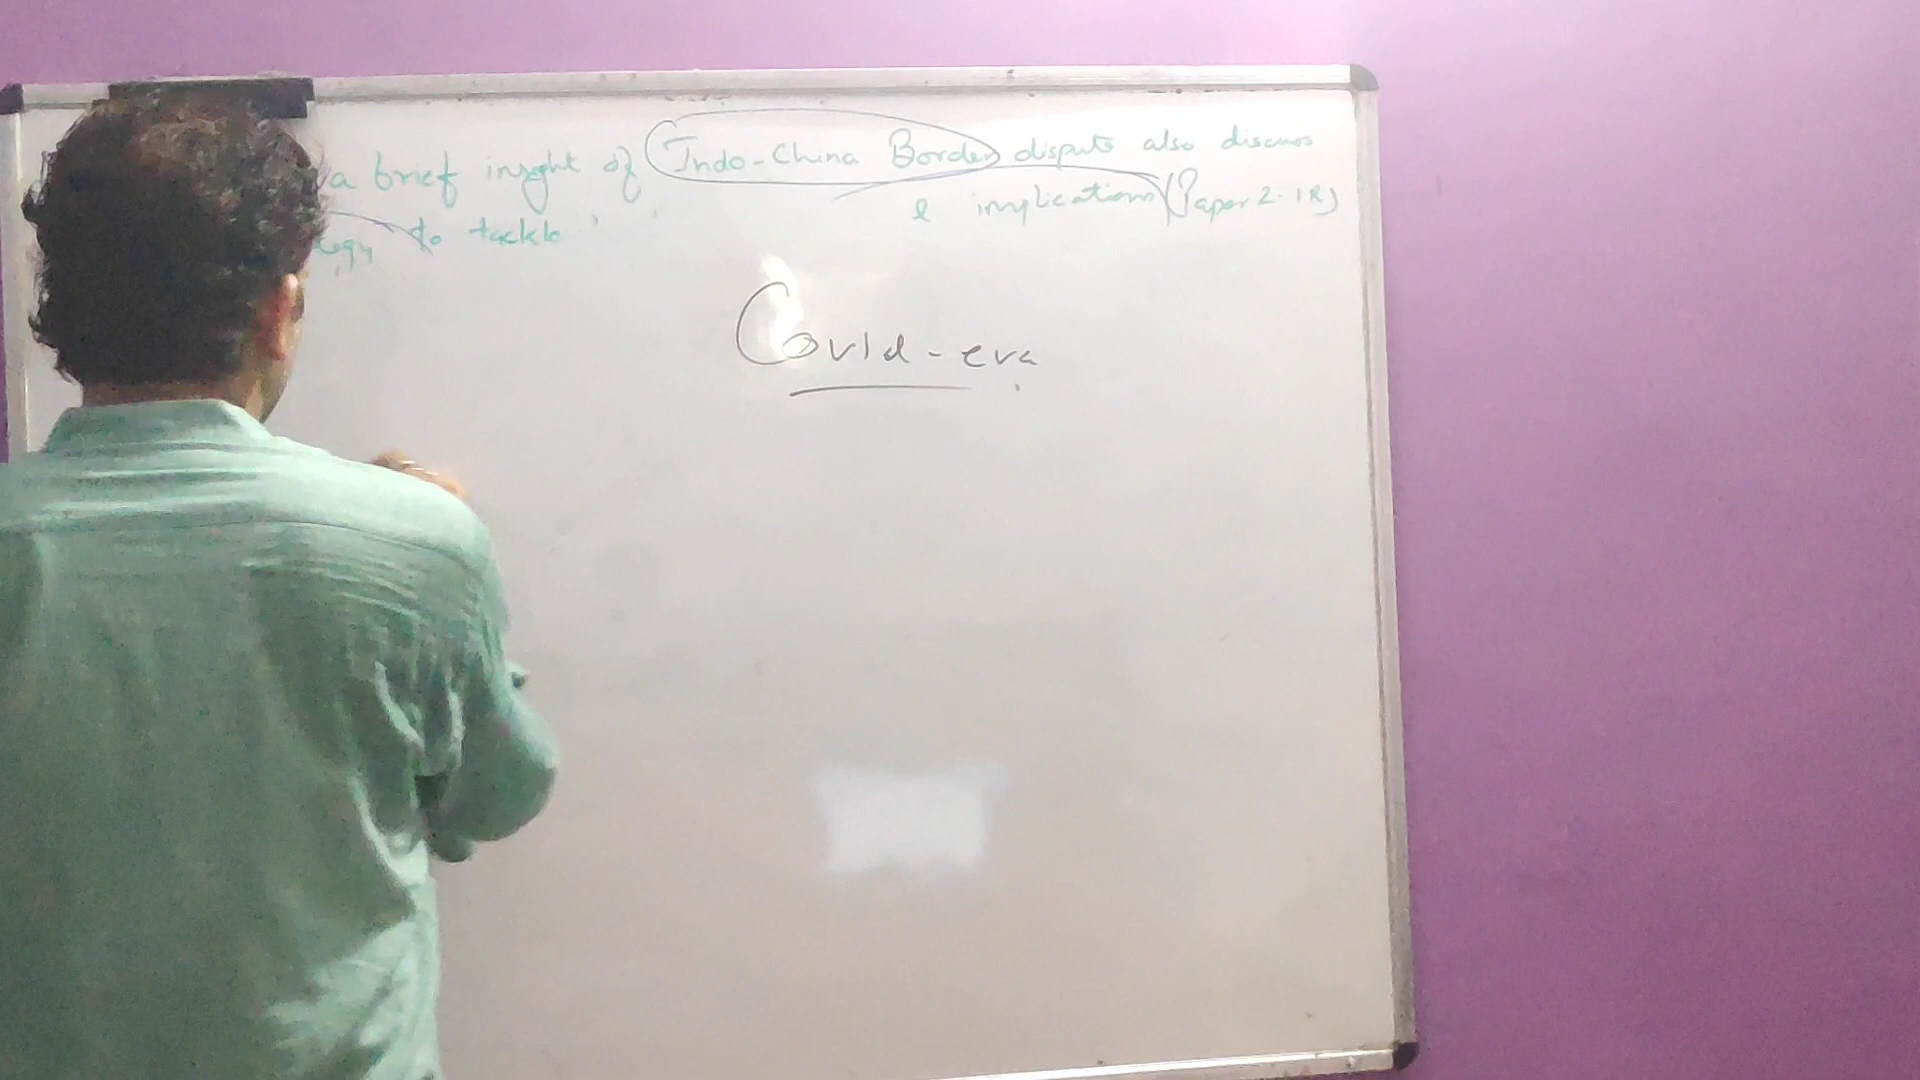 a brief insight of Indo-China Border dispute also discuss
& implications (Paper 2. IR)
to tackle
Covid-era